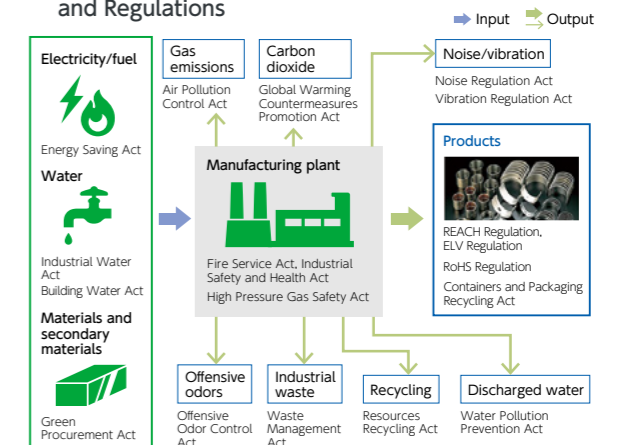 and Regulations
Input
Output
Electricity/fuel
Energy Saving Act
Water
Industrial Water
Act
Building Water Act
Materials and
secondary
materials
Green
Procurement Act
Gas
emissions
Air Pollution
Control Act
Carbon
dioxide
Global Warming
Countermeasures
Promotion Act
Noise/vibration
Noise Regulation Act
Vibration Regulation Act
Manufacturing plant
Fire Service Act, Industrial
Safety and Health Act
High Pressure Gas Safety Act
Products
REACH Regulation,
ELV Regulation
RoHS Regulation
Containers and Packaging
Recycling Act
Offensive
odors
Offensive
Odor Control
Act
Industrial
waste
Waste
Management
Act
Recycling
Resources
Recycling Act
Discharged water
Water Pollution
Prevention Act